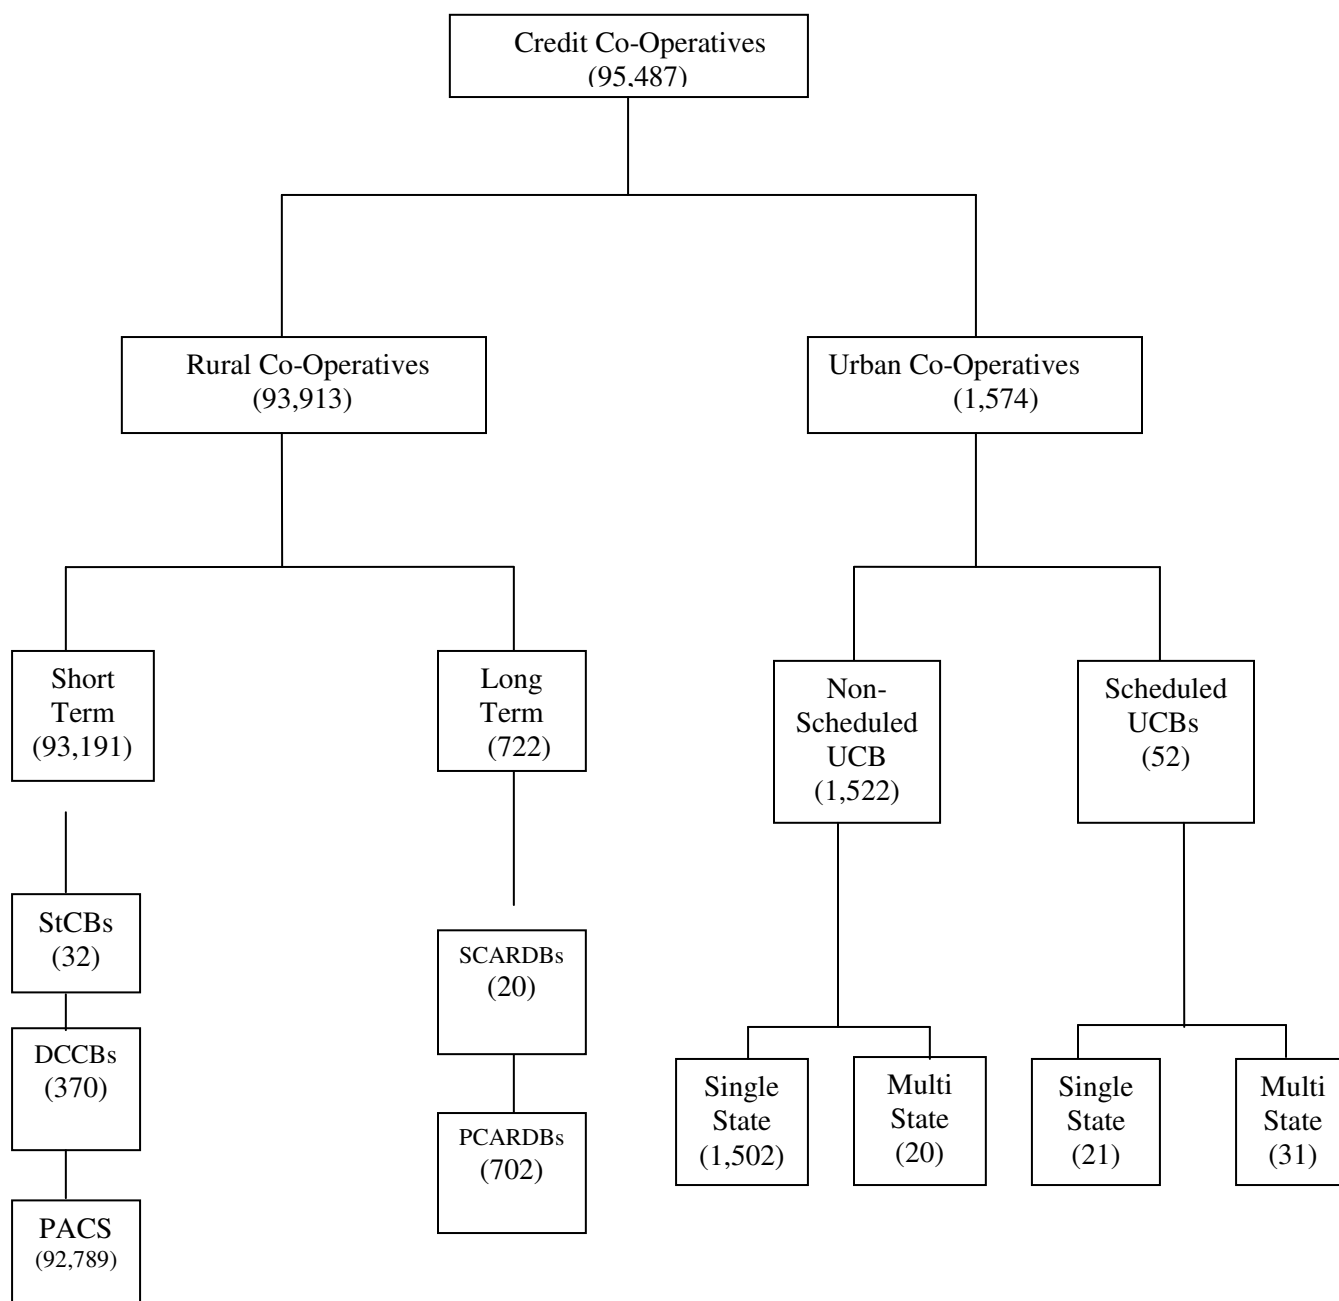 Credit Co-Operatives
(95,487)
Rural Co-Operatives
(93,913)
Urban Co-Operatives
(1,574)
Short
Term
(93,191)
Long
Term
(722)
Non-
Scheduled
UCB
(1,522)
Scheduled
UCBs
(52)
StCBs
(32)
SCARDBs
(20)
DCCBs
(370)
Single
State
(1,502)
Multi
State
(20)
Single
State
(21)
Multi
State
(31)
PCARDBs
(702)
PACS
(92,789)